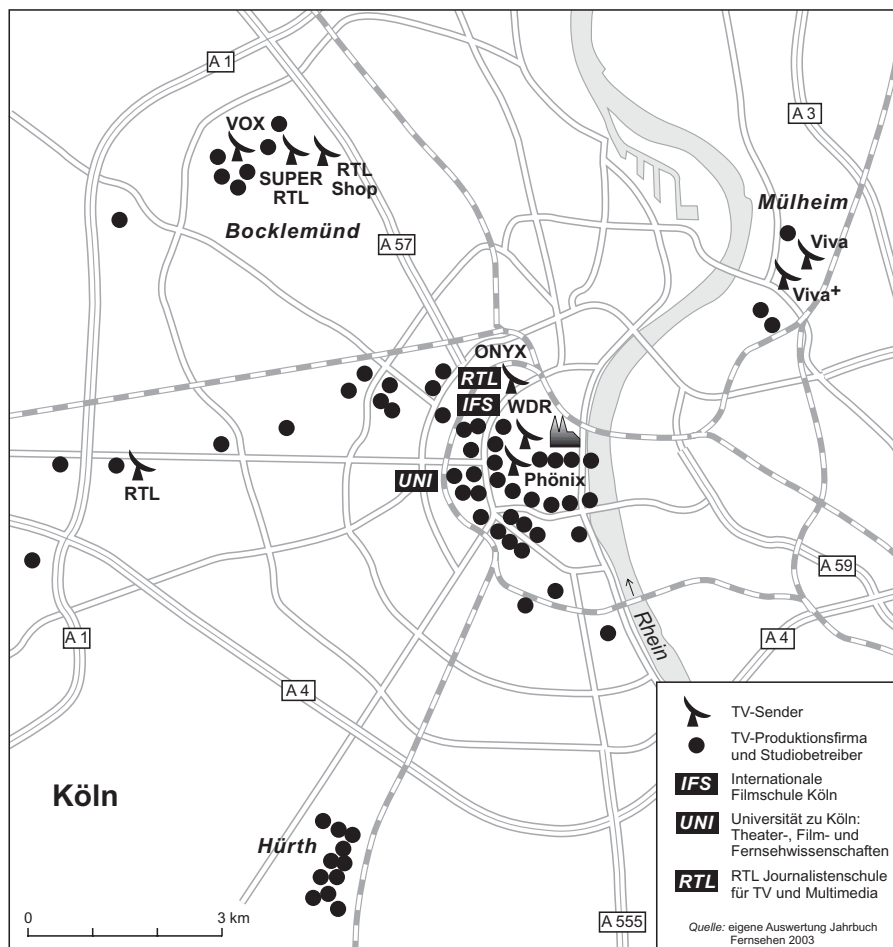 A 1
A 3
VOX
SUPER
RTL
RTL
Shop
Bocklemünd
A 57
Mülheim
Viva
Viva+
ONYX
RTL
IFS
WDR
UNI
Phönix
RTL
A 59
Rhein
↑
A 1
A 4
A 4
Köln
Hürth
A 555
0
3 km
TV-Sender
TV-Produktionsfirma
und Studiobetreiber
IFS
Internationale
Filmschule Köln
UNI
Universität zu Köln:
Theater-, Film- und
Fernsehwissenschaften
RTL
RTL Journalistenschule
für TV und Multimedia
Quelle: eigene Auswertung Jahrbuch
Fernsehen 2003